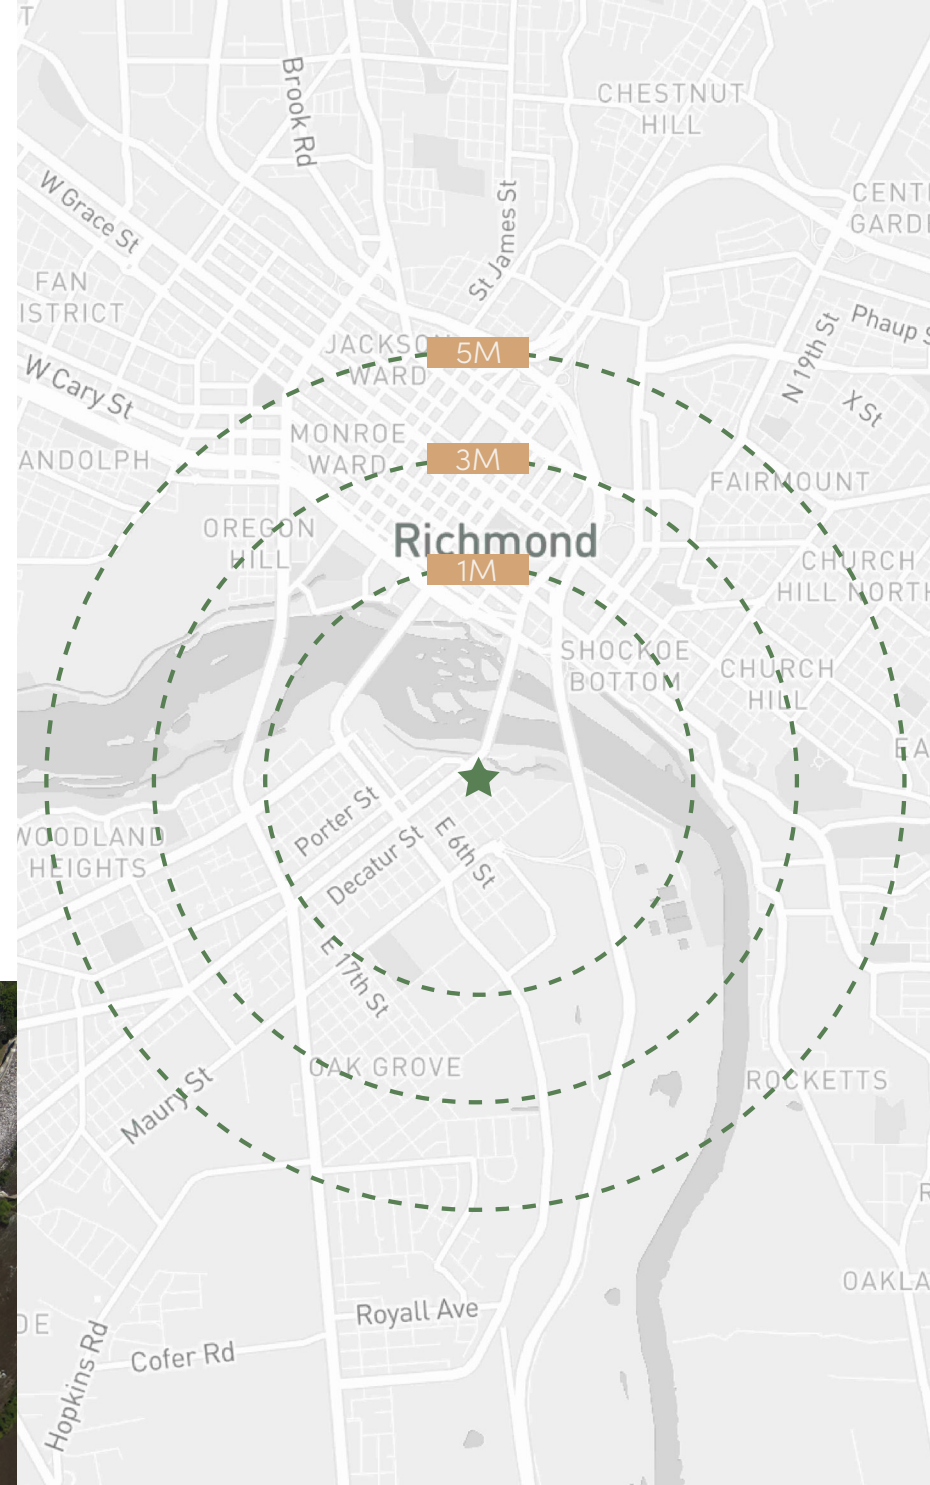 T
Brook Rd
CHESTNUT
HILL
W Grace St
St James St
CENT
GARD
FAN
ISTRICT
Phaup S
N 19th St
JACKSON
WARD
5M
W Cary St
X St
MONROE
WARD
3M
ANDOLPH
FAIRMOUNT
OREGON
HILL
Richmond
1M
CHURCH
HILL NORTH
SHOCKOE
BOTTOM
CHURCH
HILL
EA
Porter St
WOODLAND
HEIGHTS
Decatur St
E 6th St
E 17th St
OAK GROVE
ROCKETTS
Maury St
R
OAKLA
Royall Ave
DE
Cofer Rd
Hopkins Rd